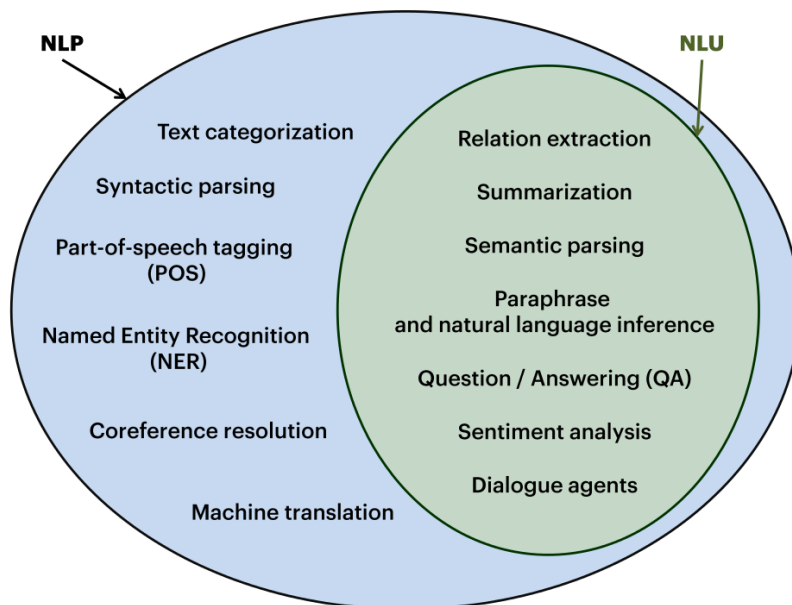 NLP
NLU
Text categorization
Syntactic parsing
Part-of-speech tagging
(POS)
Named Entity Recognition
(NER)
Coreference resolution
Machine translation
Relation extraction
Summarization
Semantic parsing
Paraphrase
and natural language inference
Question / Answering (QA)
Sentiment analysis
Dialogue agents